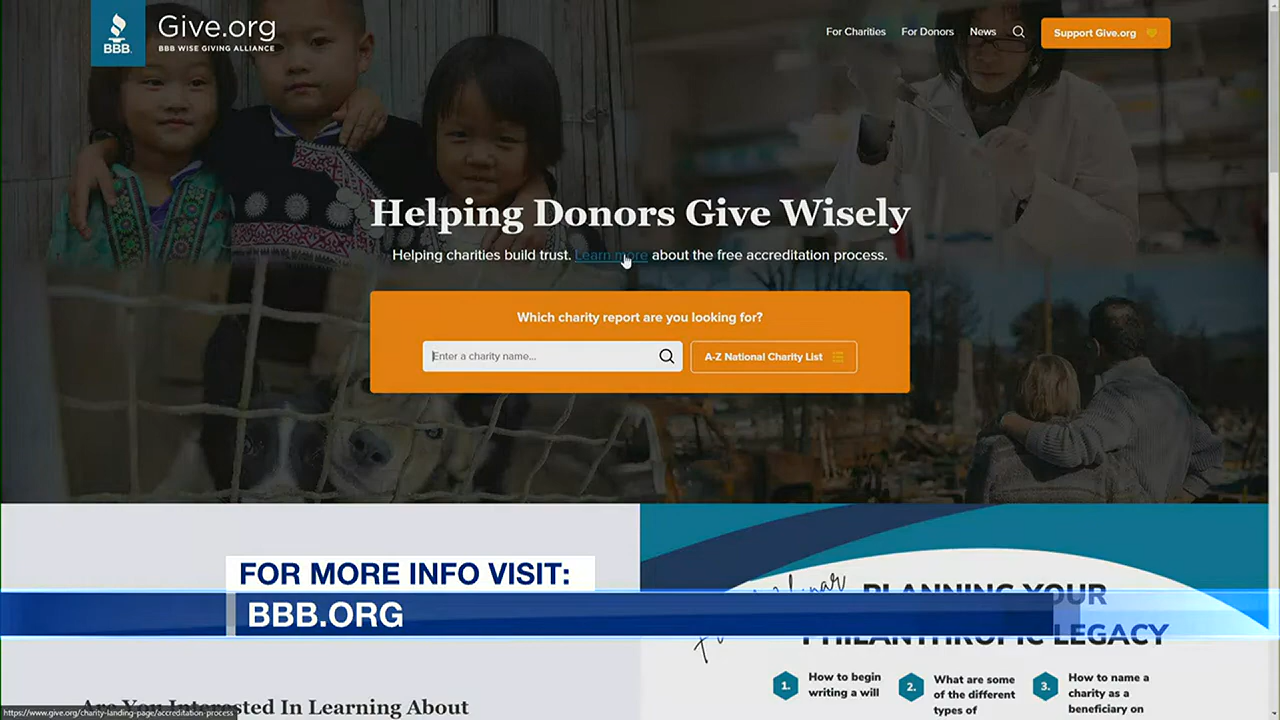 BBB.
Give.org
BBB WISE GIVING ALLIANCE
For Charities
For Donors
News
Support Give.org
Helping Donors Give Wisely
Helping charities build trust. Learn more about the free accreditation process.
Which charity report are you looking for?
Enter a charity name...
A-Z National Charity List
FOR MORE INFO VISIT:
BBB.ORG
PLANNING YOUR
PHILANTHROPIC LEGACY
1.
How to begin
writing a will
2.
What are some
of the different
types of
3.
How to name a
charity as a
beneficiary on
Are You Interested In Learning About
https://www.give.org/charity-landing-page/accreditation-process